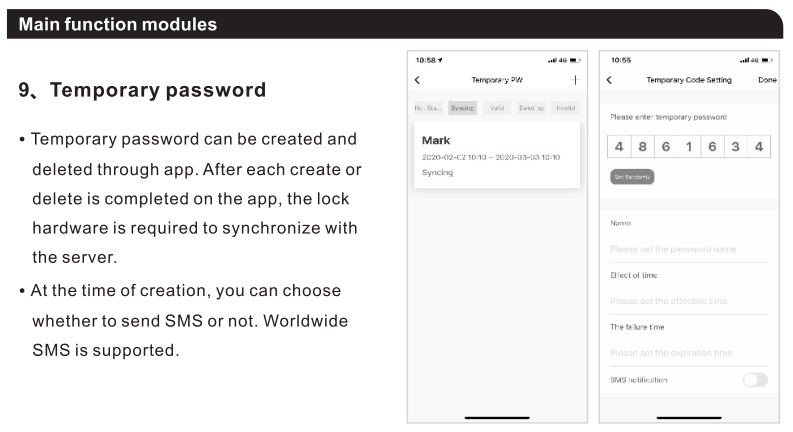 Main function modules
9、Temporary password
• Temporary password can be created and
deleted through app. After each create or
delete is completed on the app, the lock
hardware is required to synchronize with
the server.
• At the time of creation, you can choose
whether to send SMS or not. Worldwide
SMS is supported.
10:58
4G
Temporary PW
Not Sta... Syncing Valid Deleting Invalid
Mark
2020-02-02 10:10 -- 2020-03-03 10:10
Syncing
10:55
4G
Temporary Code Setting Done
Please enter temporary password
4 8 6 1 6 3 4
Get Randomly
Name
Please set the password name
Effect of time
Please set the effective time
The failure time
Please set the expiration time
SMS notification